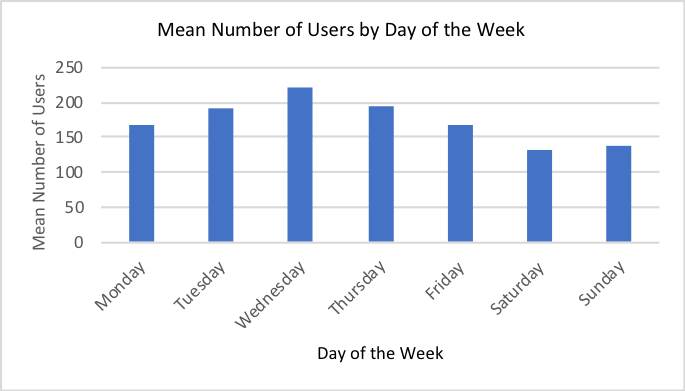 Mean Number of Users by Day of the Week
Mean Number of Users
250
200
150
100
50
0
Monday
Tuesday
Wednesday
Thursday
Friday
Saturday
Sunday
Day of the Week